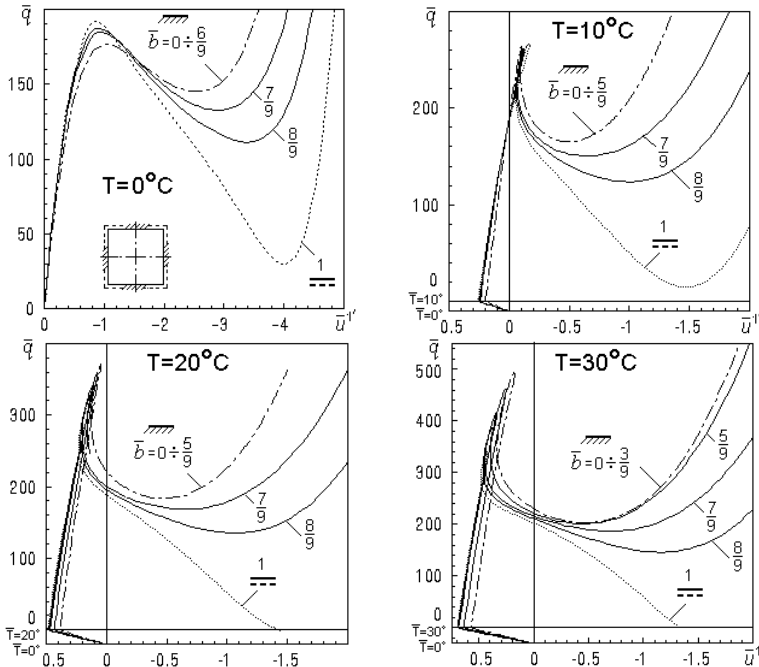 q̄
T=0°C
b̄=0÷6/9
7/9
8/9
1
150
100
50
0
0
-1
-2
-3
-4
ū¹′
q̄
T=10°C
b̄=0÷5/9
7/9
8/9
1
200
100
0
T̄=10°
T̄=0°
0.5
0
-0.5
-1
-1.5
ū¹′
q̄
T=20°C
b̄=0÷5/9
7/9
8/9
1
300
200
100
0
T̄=20°
T̄=0°
0.5
0
-0.5
-1
-1.5
q̄
T=30°C
b̄=0÷3/9
5/9
7/9
8/9
1
500
400
300
200
100
0
T̄=30°
T̄=0°
0.5
0
-0.5
-1
-1.5
ū¹